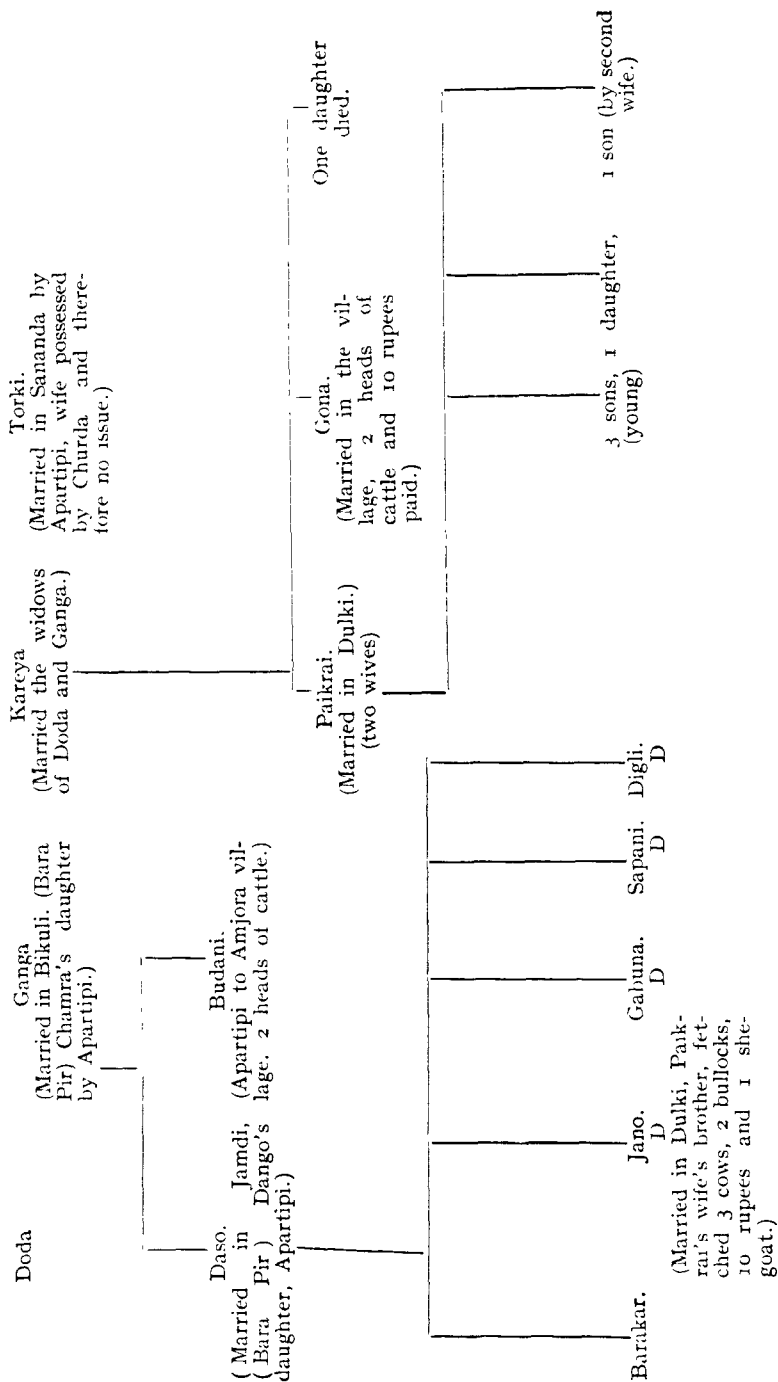 Doda
Ganga
(Married in Bikuli. (Bara
Pir) Chamra's daughter
by Apartipi.)
Kareya
(Married the widows
of Doda and Ganga.)
Torki.
(Married in Sananda by
Apartipi, wife possessed
by Churda and there-
fore no issue.)
Daso.
( Married in Jamdi,
( Bara Pir ) Dango's
daughter, Apartipi.)
Budani.
(Apartipi to Amjora vil-
lage. 2 heads of cattle.)
Paikrai.
(Married in Dulki.)
(two wives)
Gona.
(Married in the vil-
lage, 2 heads of
cattle and 10 rupees
paid.)
One daughter
died.
Barakar.
Jano.
D
(Married in Dulki, Paik-
rai's wife's brother, fet-
ched 3 cows, 2 bullocks,
10 rupees and 1 she-
goat.)
Gabuna.
D
Sapani.
D
Digli.
D
3 sons, 1 daughter,
(young)
1 son (by second
wife.)